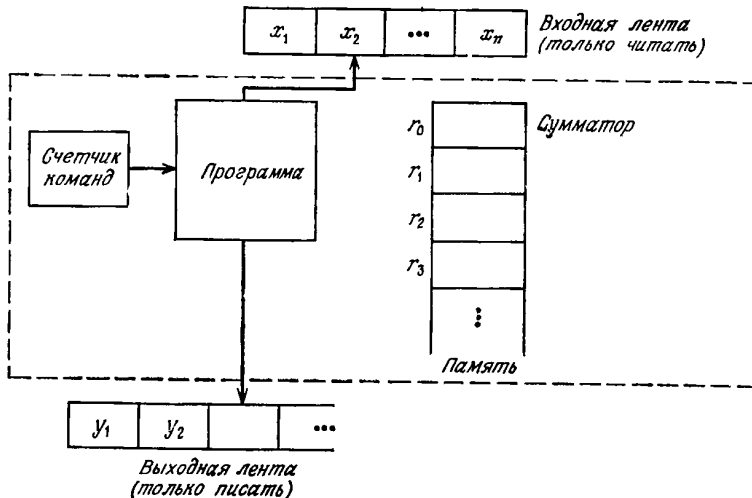 x₁ x₂ ••• xₙ
Входная лента
(только читать)
Счетчик
команд
Программа
r₀
Сумматор
r₁
r₂
r₃
Память
y₁ y₂ •••
Выходная лента
(только писать)